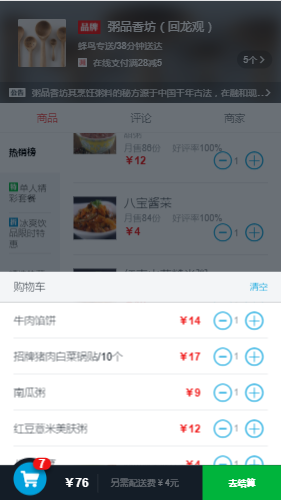 品牌 粥品香坊（回龙观）
蜂鸟专送/38分钟送达
减 在线支付满28减5
5个 >
公告 粥品香坊其烹饪粥料的秘方源于中国千年古法，在融和现... >
商品 评论 商家
热销榜
月售86份 好评率100%
￥12
1
单人精彩套餐
八宝酱菜
月售84份 好评率100%
￥4
1
冰爽饮品限时特惠
购物车 清空
牛肉馅饼 ￥14 1
招牌猪肉白菜锅贴/10个 ￥17 1
南瓜粥 ￥9 1
红豆薏米美肤粥 ￥12 1
￥4 1
7
￥76 另需配送费￥4元 去结算